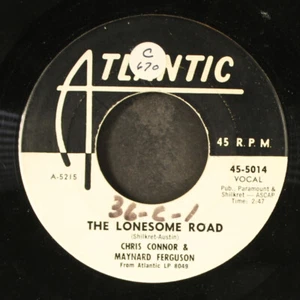 C
670
ATLANTIC
45 R.P.M.
A-5215
45-5014
VOCAL
Pub. Paramount &
Shilkret — ASCAP
Time: 2:47
36-C-1
THE LONESOME ROAD
(Shilkret-Austin)
CHRIS CONNOR &
MAYNARD FERGUSON
From Atlantic LP 8049